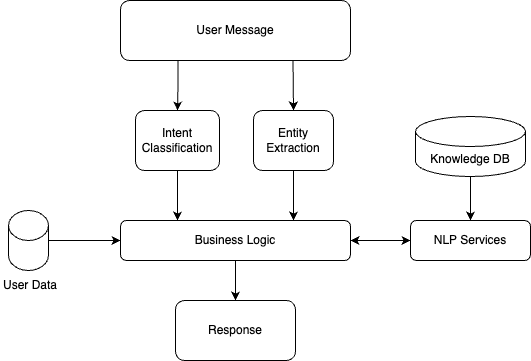 User Message
Intent
Classification
Entity
Extraction
Knowledge DB
Business Logic
NLP Services
User Data
Response